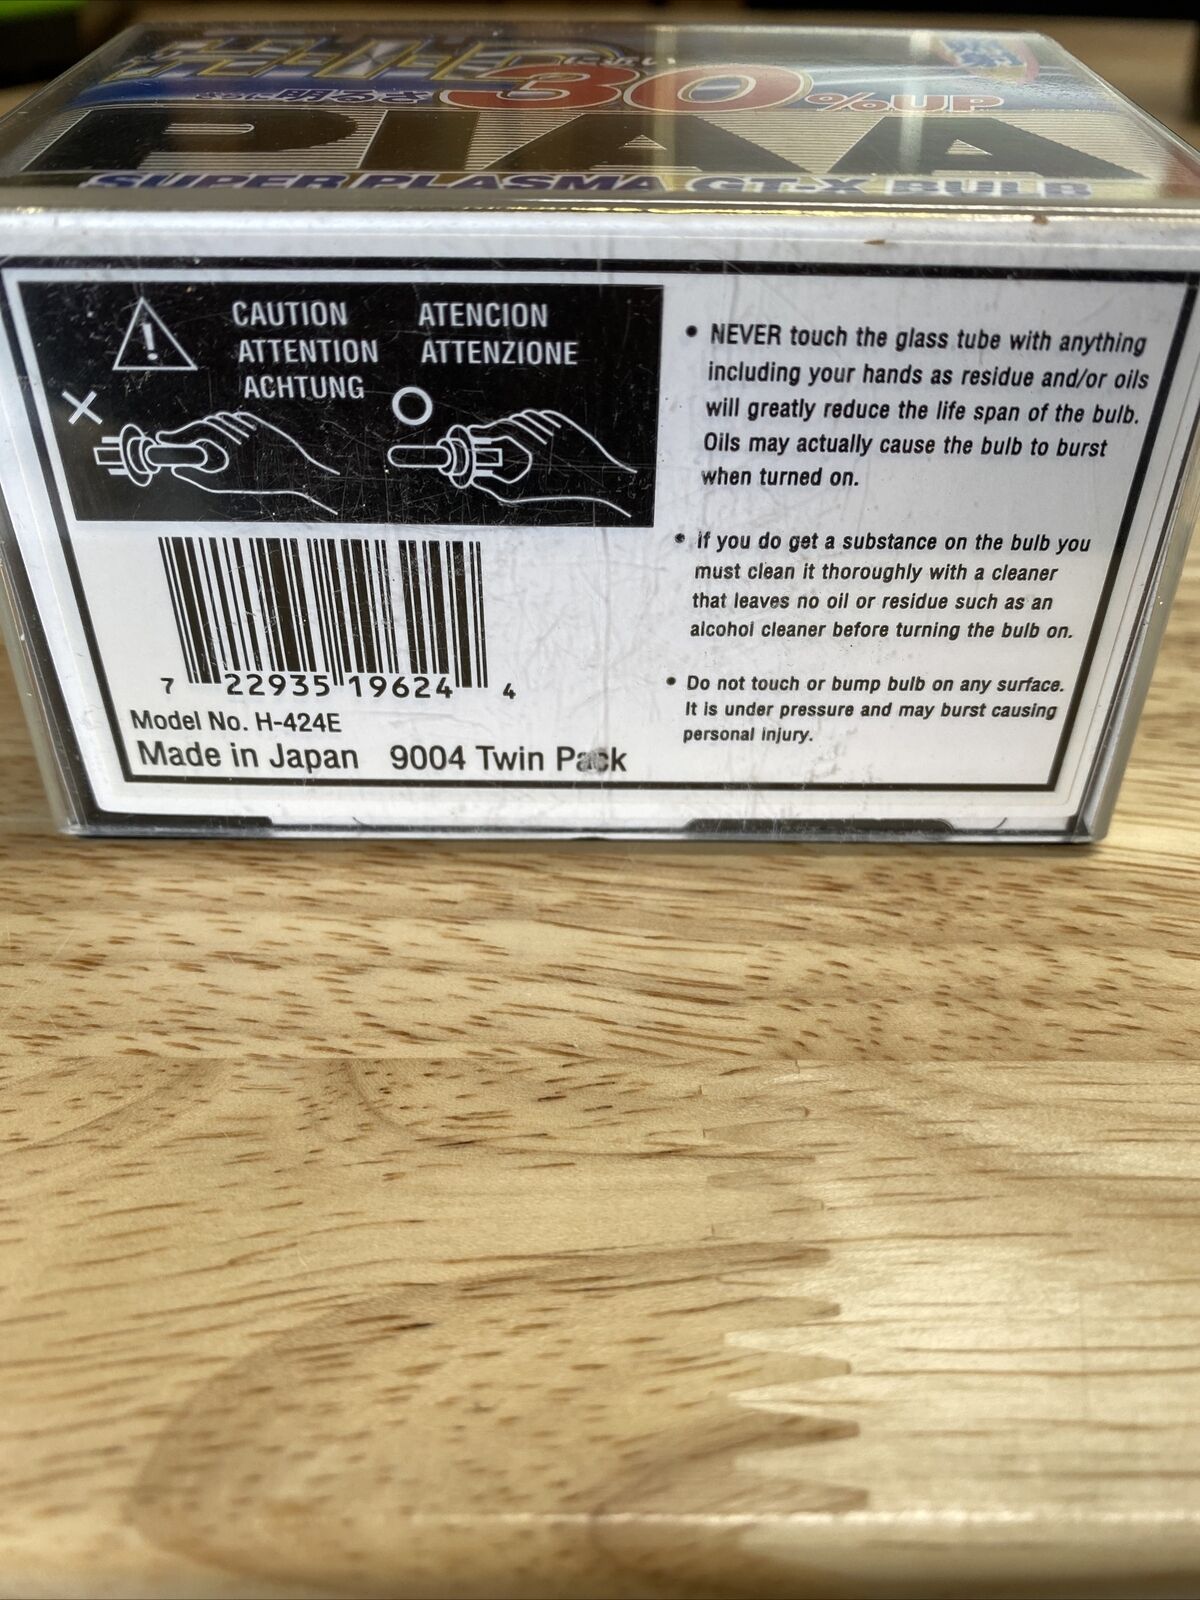 30%UP
PIAA
SUPER PLASMA GT-X BULB
CAUTION ATENCION
ATTENTION ATTENZIONE
ACHTUNG
• NEVER touch the glass tube with anything
including your hands as residue and/or oils
will greatly reduce the life span of the bulb.
Oils may actually cause the bulb to burst
when turned on.
• If you do get a substance on the bulb you
must clean it thoroughly with a cleaner
that leaves no oil or residue such as an
alcohol cleaner before turning the bulb on.
• Do not touch or bump bulb on any surface.
It is under pressure and may burst causing
personal injury.
7 22935 19624 4
Model No. H-424E
Made in Japan 9004 Twin Pack